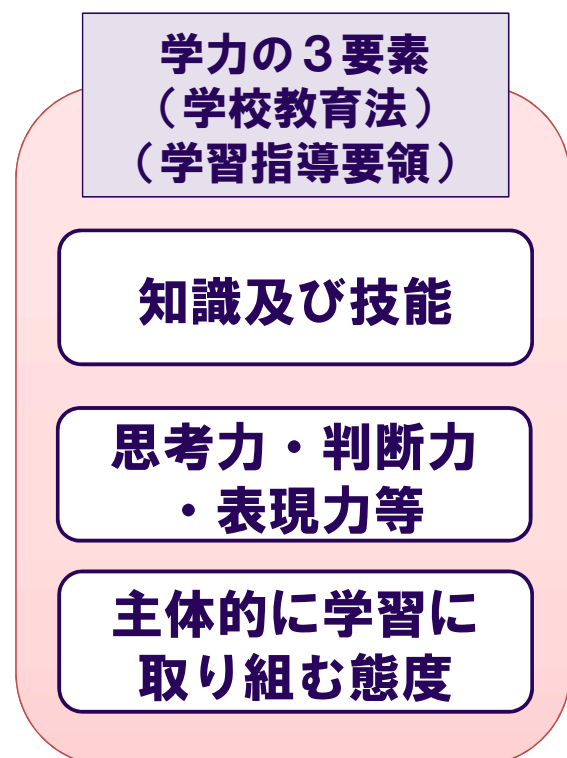 学力の３要素
（学校教育法）
（学習指導要領）
知識及び技能
思考力・判断力
・表現力等
主体的に学習に
取り組む態度